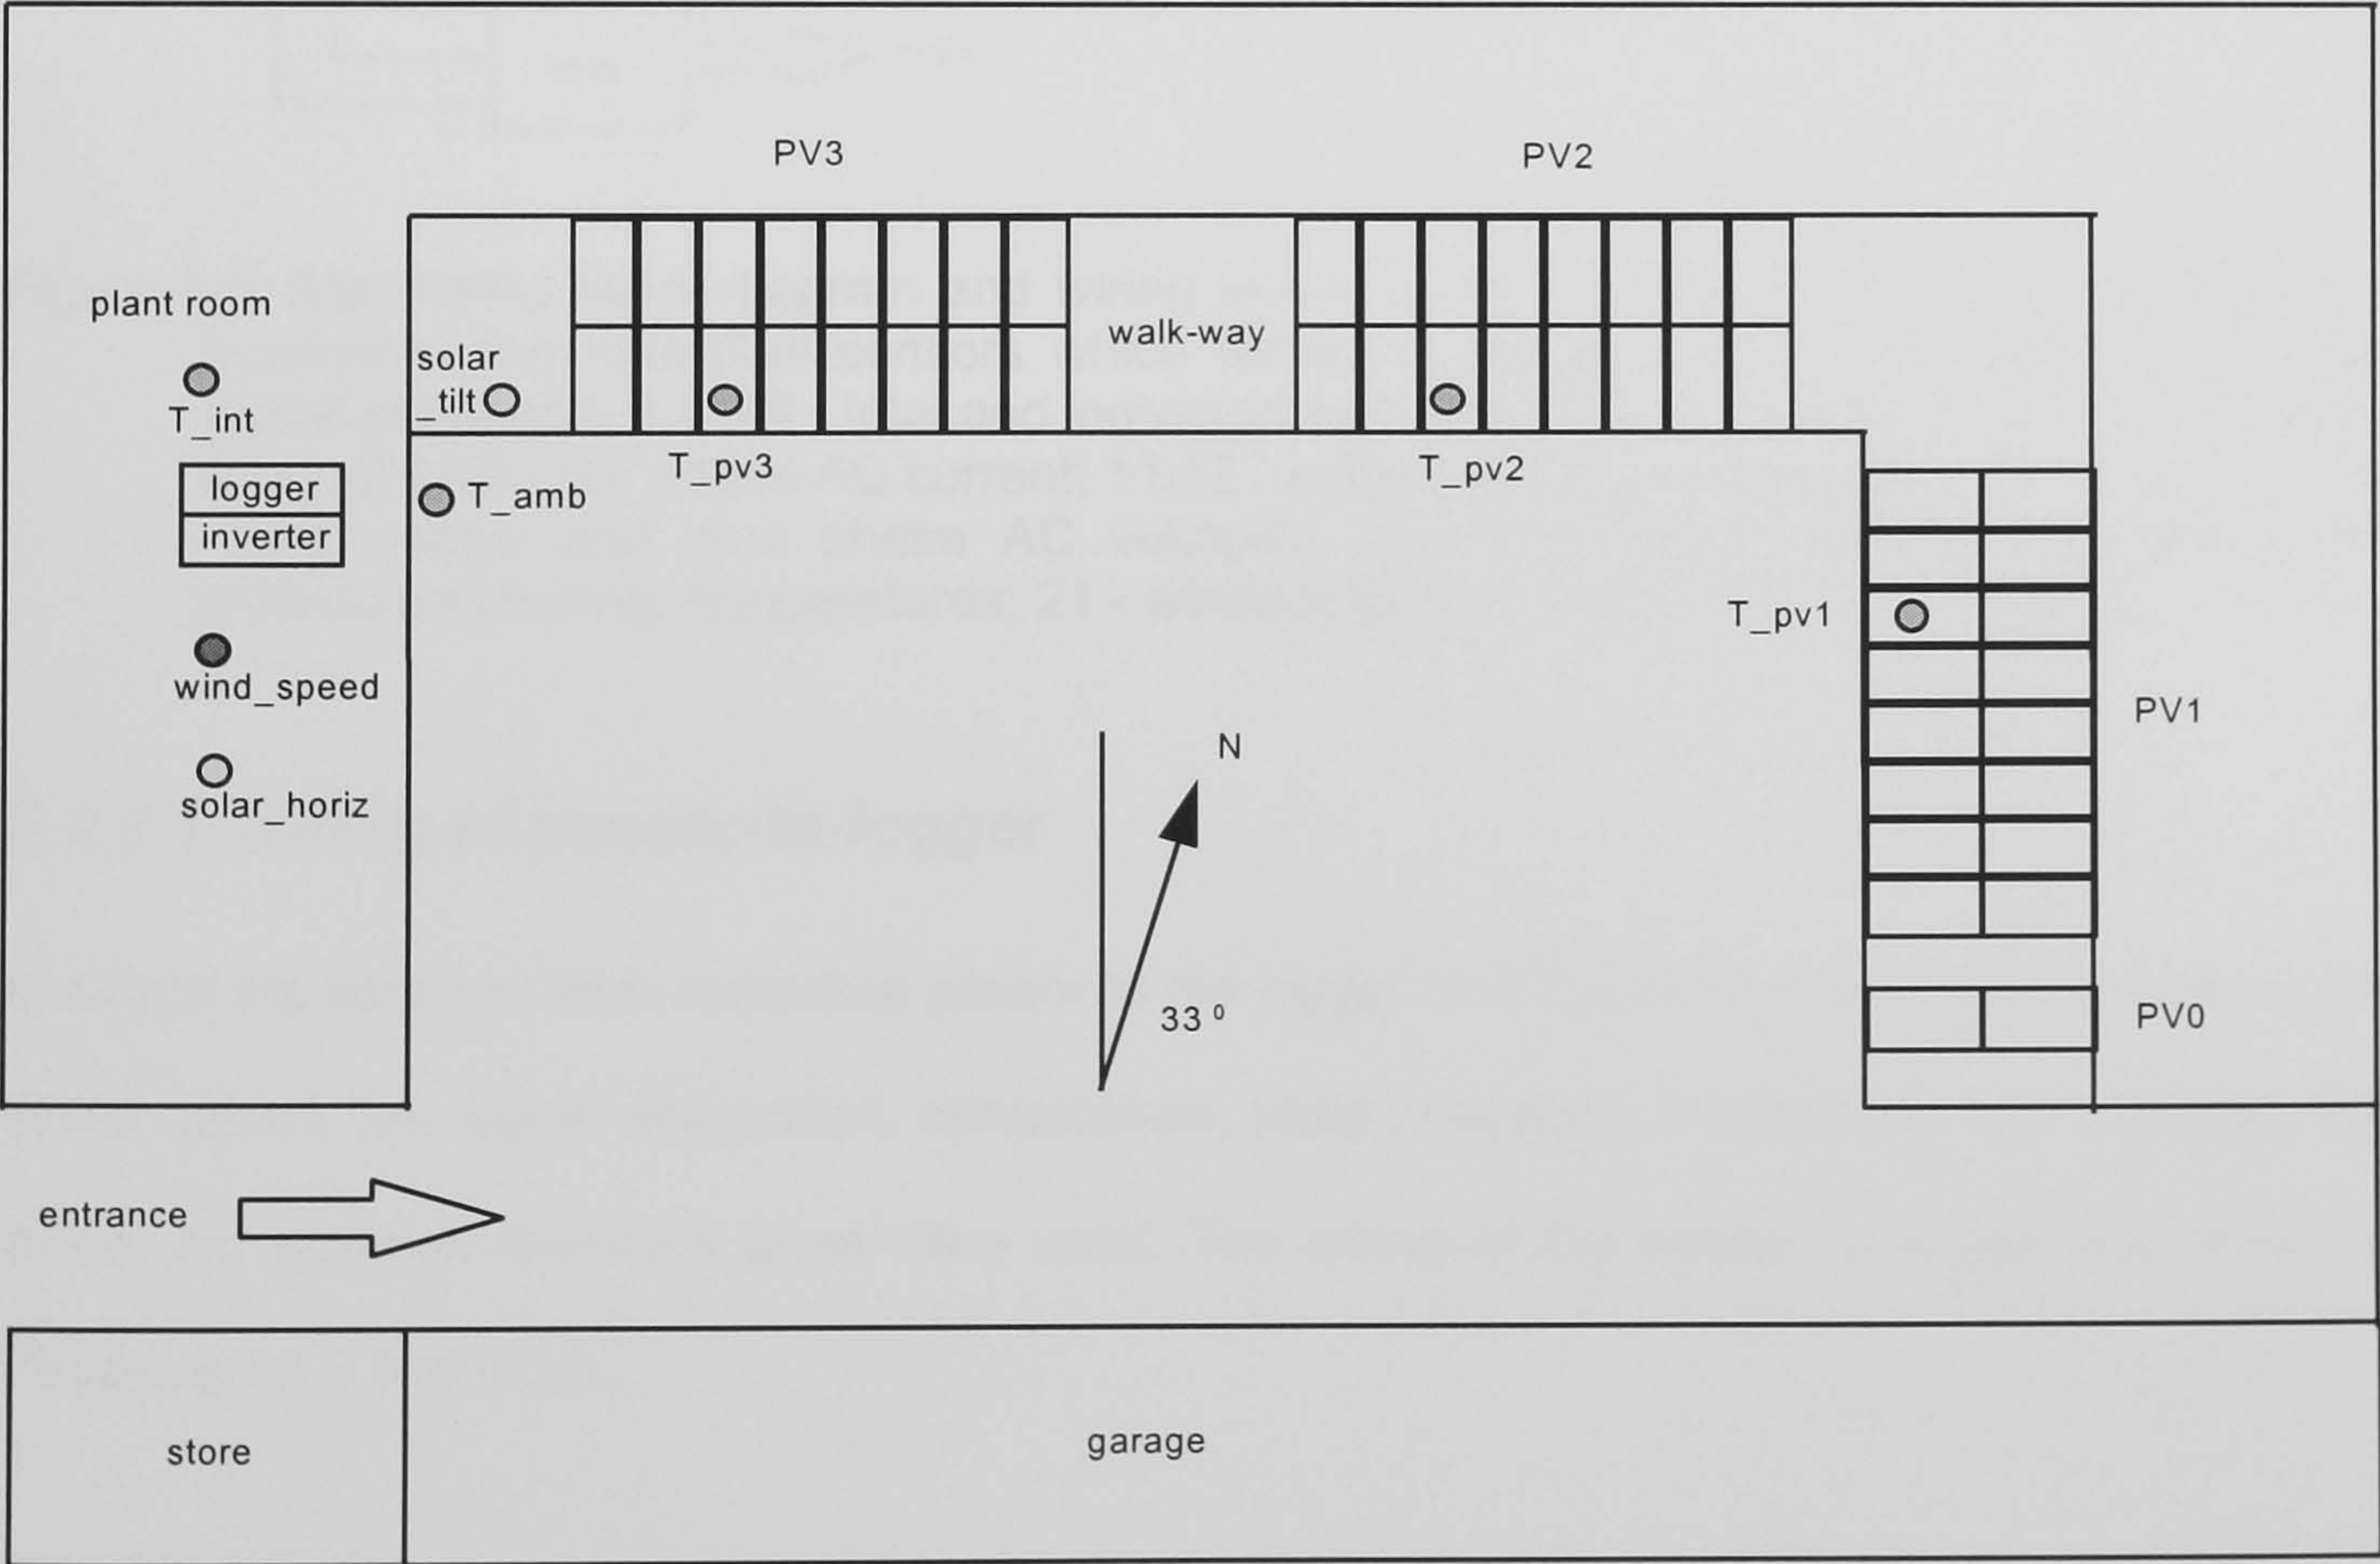 PV3
PV2
plant room
walk-way
solar
_tilt
T_int
T_pv3
T_pv2
logger
T_amb
inverter
T_pv1
wind_speed
PV1
N
solar_horiz
33 ⁰
PV0
entrance
store
garage